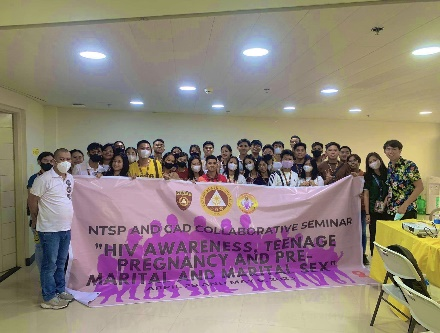 NTSP AND CAD COLLABORATIVE SEMINAR
"HIV AWARENESS, TEENAGE
PREGNANCY AND PRE-
MARITAL AND MARITAL SEX"